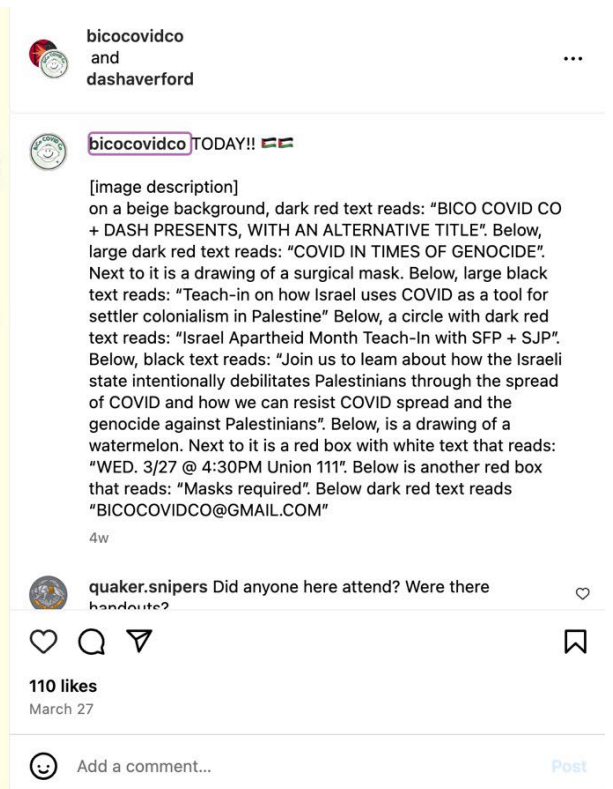 bicocovidco
and
dashaverford
bicocovidco TODAY!! 🇵🇸🇵🇸
[image description]
on a beige background, dark red text reads: “BICO COVID CO
+ DASH PRESENTS, WITH AN ALTERNATIVE TITLE”. Below,
large dark red text reads: “COVID IN TIMES OF GENOCIDE”.
Next to it is a drawing of a surgical mask. Below, large black
text reads: “Teach-in on how Israel uses COVID as a tool for
settler colonialism in Palestine” Below, a circle with dark red
text reads: “Israel Apartheid Month Teach-In with SFP + SJP”.
Below, black text reads: “Join us to leam about how the Israeli
state intentionally debilitates Palestinians through the spread
of COVID and how we can resist COVID spread and the
genocide against Palestinians”. Below, is a drawing of a
watermelon. Next to it is a red box with white text that reads:
“WED. 3/27 @ 4:30PM Union 111”. Below is another red box
that reads: “Masks required”. Below dark red text reads
“BICOCOVIDCO@GMAIL.COM”
4w
quaker.snipers Did anyone here attend? Were there
handouts?
110 likes
March 27
Add a comment...
Post